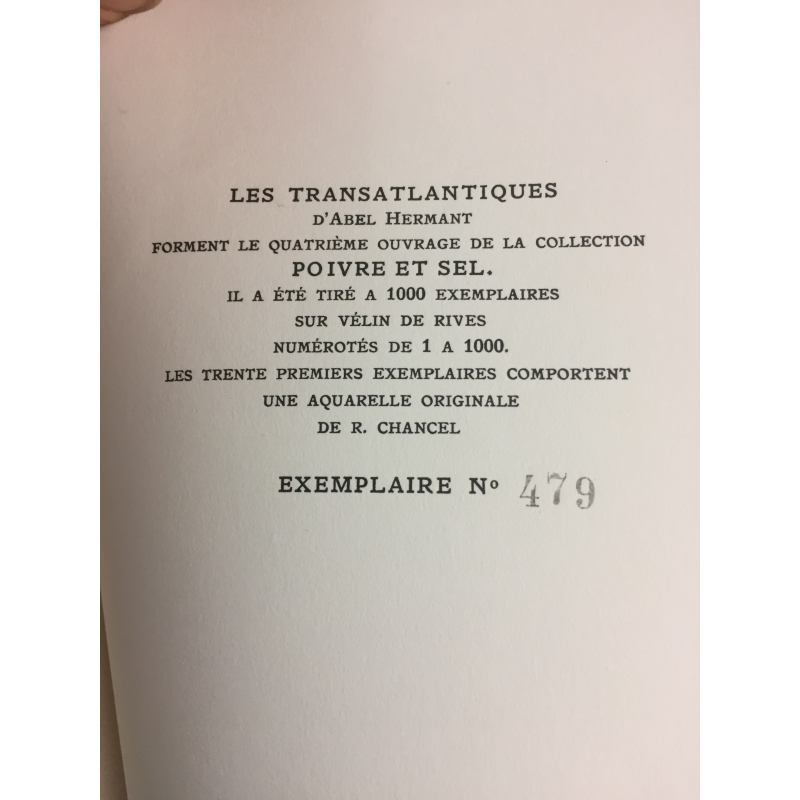 LES TRANSATLANTIQUES
D'ABEL HERMANT
FORMENT LE QUATRIÈME OUVRAGE DE LA COLLECTION
POIVRE ET SEL.
IL A ÉTÉ TIRÉ A 1000 EXEMPLAIRES
SUR VÉLIN DE RIVES
NUMÉROTÉS DE 1 A 1000.
LES TRENTE PREMIERS EXEMPLAIRES COMPORTENT
UNE AQUARELLE ORIGINALE
DE R. CHANCEL
EXEMPLAIRE Nº 479